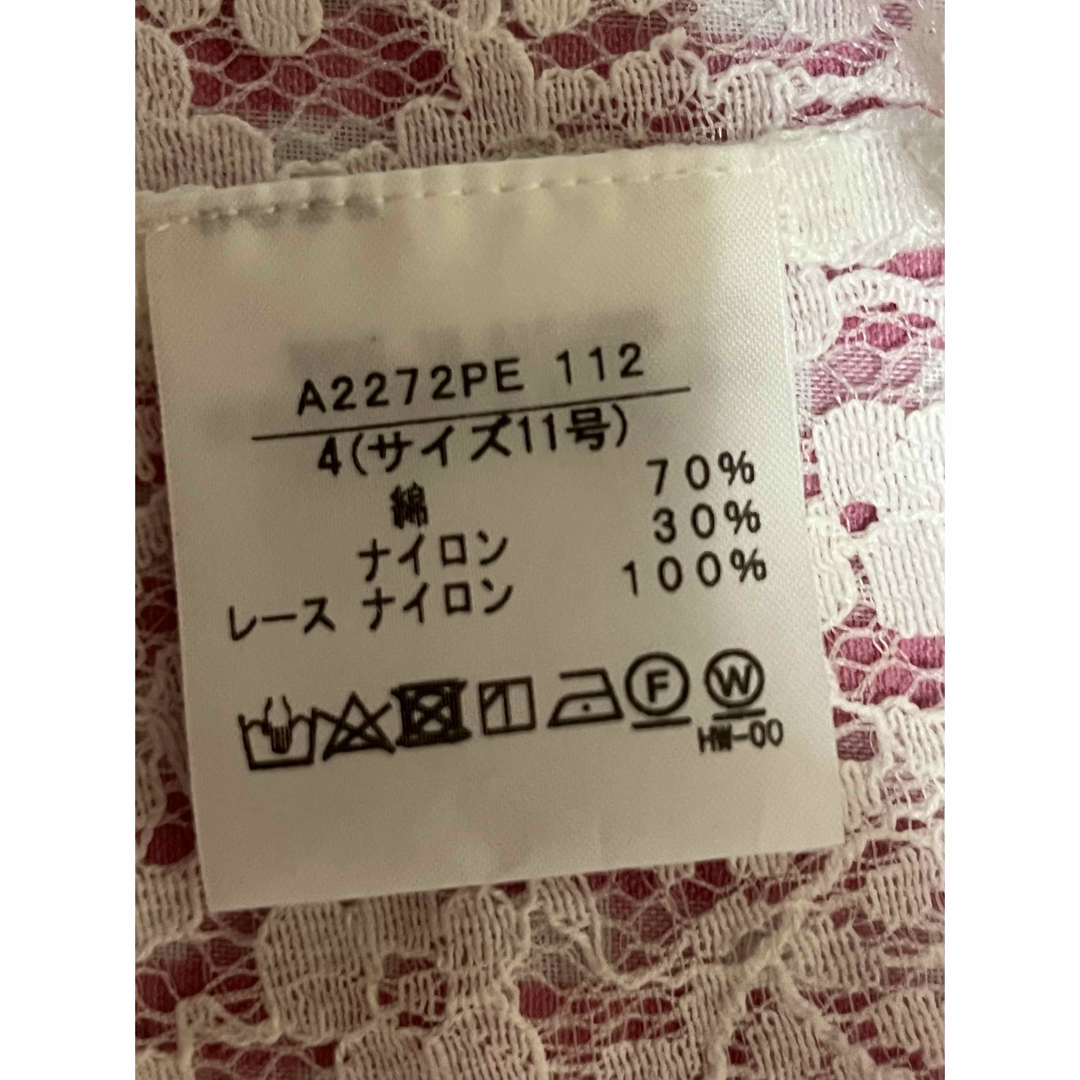 A2272PE 112
4(サイズ11号)
綿 70%
ナイロン 30%
レース ナイロン 100%
F W
HW-00